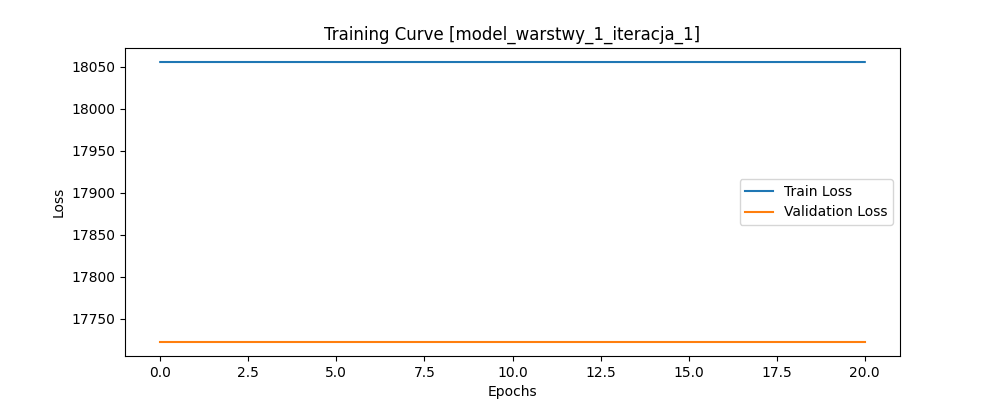 Training Curve [model_warstwy_1_iteracja_1]
18050
18000
17950
17900
17850
17800
17750
Loss
Train Loss
Validation Loss
0.0 2.5 5.0 7.5 10.0 12.5 15.0 17.5 20.0
Epochs